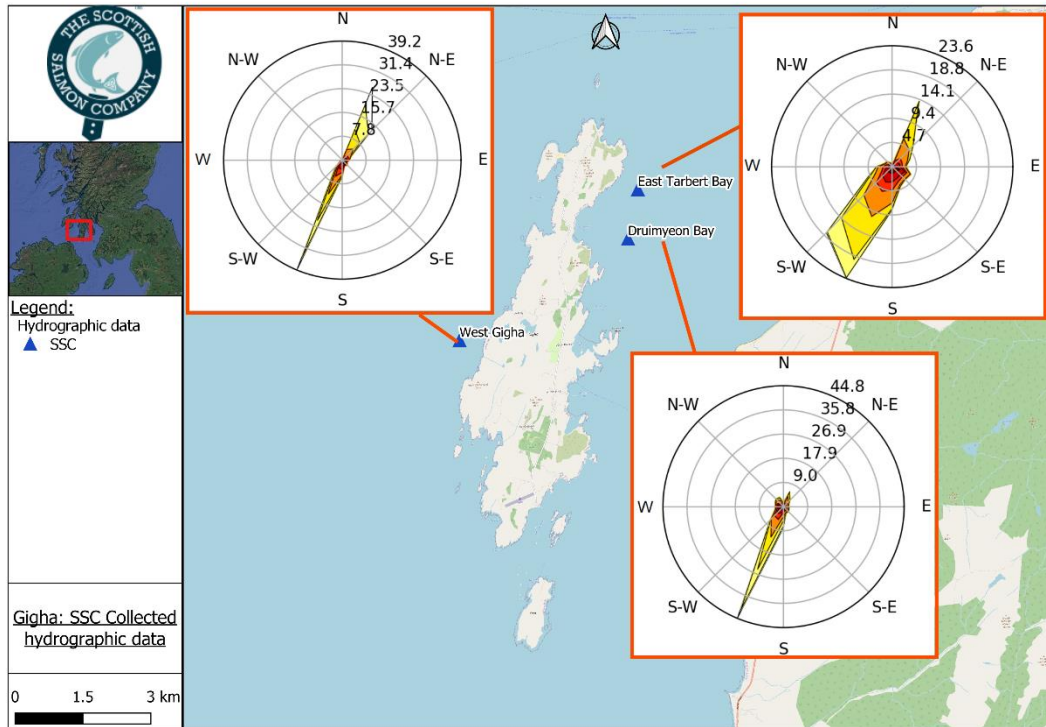 THE SCOTTISH
SALMON COMPANY
Legend:
Hydrographic data
SSC
Gigha: SSC Collected
hydrographic data
0 1.5 3 km
N
N-E
E
S-E
S
S-W
W
N-W
39.2
31.4
23.5
15.7
7.8
N
N-E
E
S-E
S
S-W
W
N-W
23.6
18.8
14.1
9.4
4.7
East Tarbert Bay
Druimyeon Bay
West Gigha
N
N-E
E
S-E
S
S-W
W
N-W
44.8
35.8
26.9
17.9
9.0